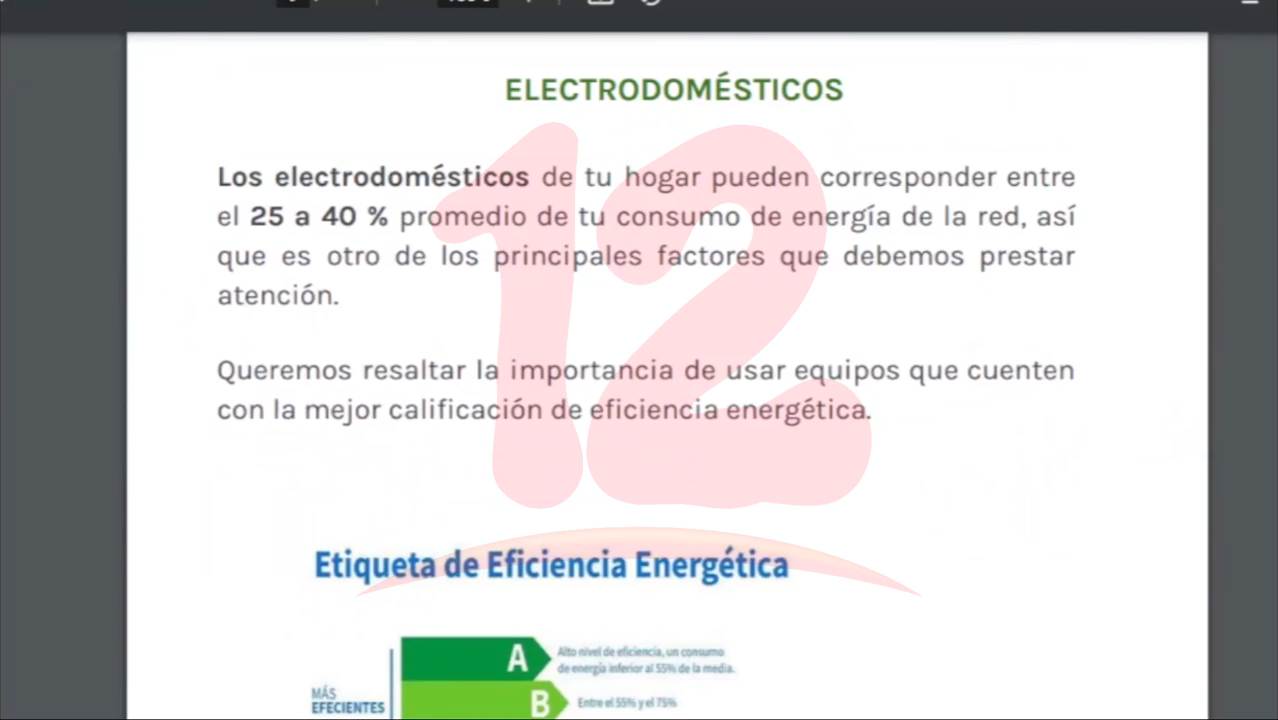 ELECTRODOMÉSTICOS
Los electrodomésticos de tu hogar pueden corresponder entre
el 25 a 40 % promedio de tu consumo de energía de la red, así
que es otro de los principales factores que debemos prestar
atención.
Queremos resaltar la importancia de usar equipos que cuenten
con la mejor calificación de eficiencia energética.
12
Etiqueta de Eficiencia Energética
A
Alto nivel de eficiencia, un consumo
de energía inferior al 55% de la media.
MÁS
EFECIENTES
B
Entre el 55% y el 75%